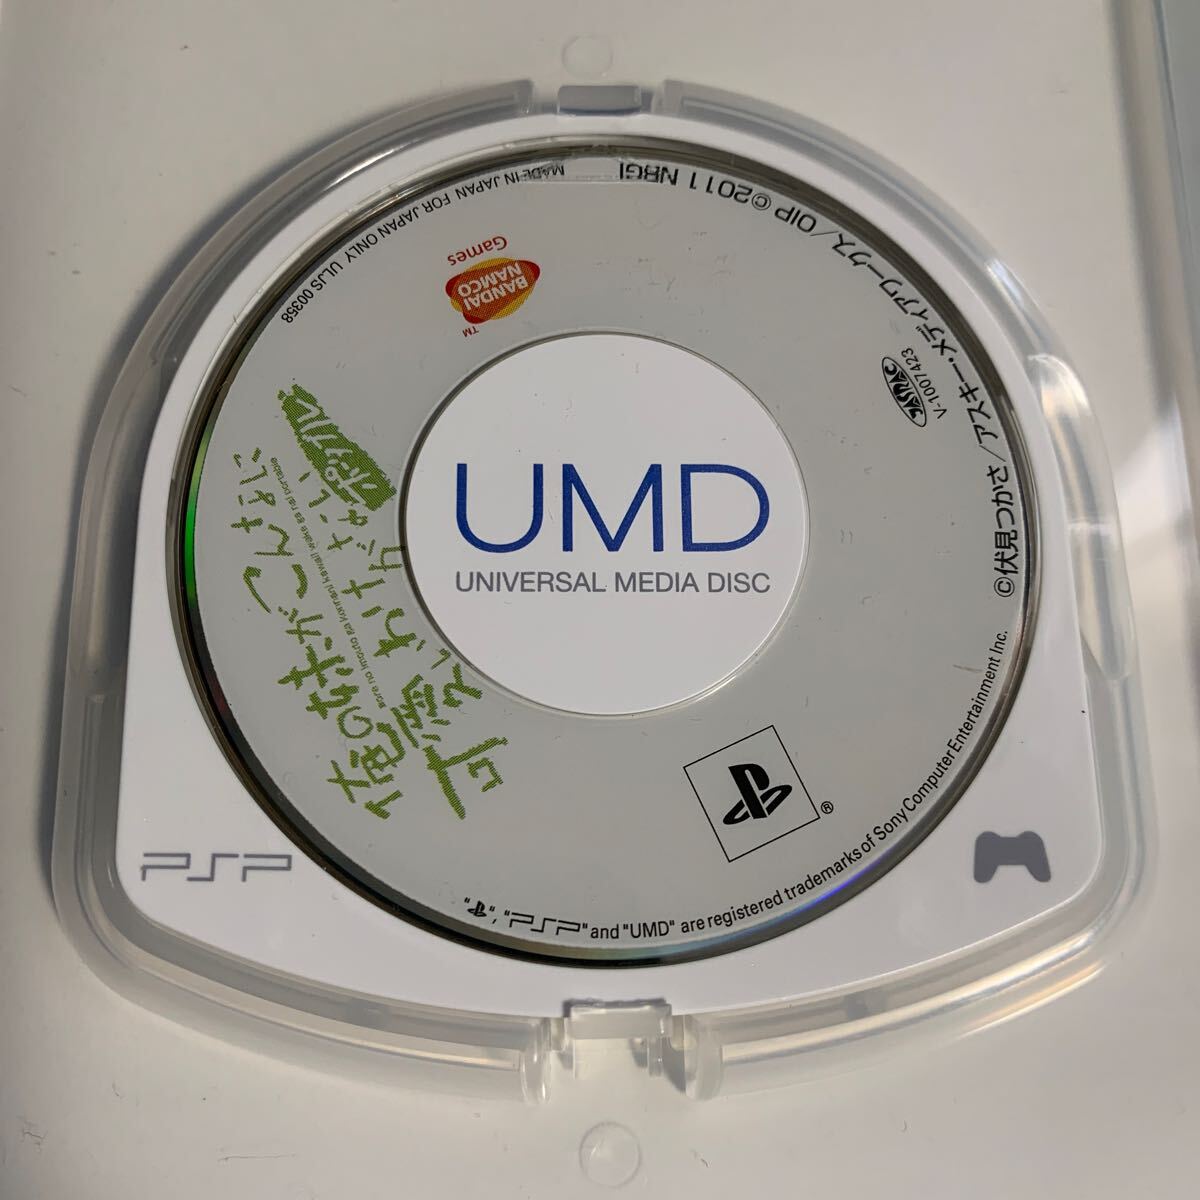 MADE IN JAPAN FOR JAPAN ONLY ULJS 00358
©伏見つかさ/アスキー・メディアワークス/OIP ©2011 NBGI
BANDAI
NAMCO
Games
TM
JASRAC
V-1007423
俺の妹がこんなに
ore no imouto ga konnani kawaii wake ga nai portable
可愛いわけがない
ポータブル
UMD
UNIVERSAL MEDIA DISC
®
PSP
" ", "PSP" and "UMD" are registered trademarks of Sony Computer Entertainment Inc.